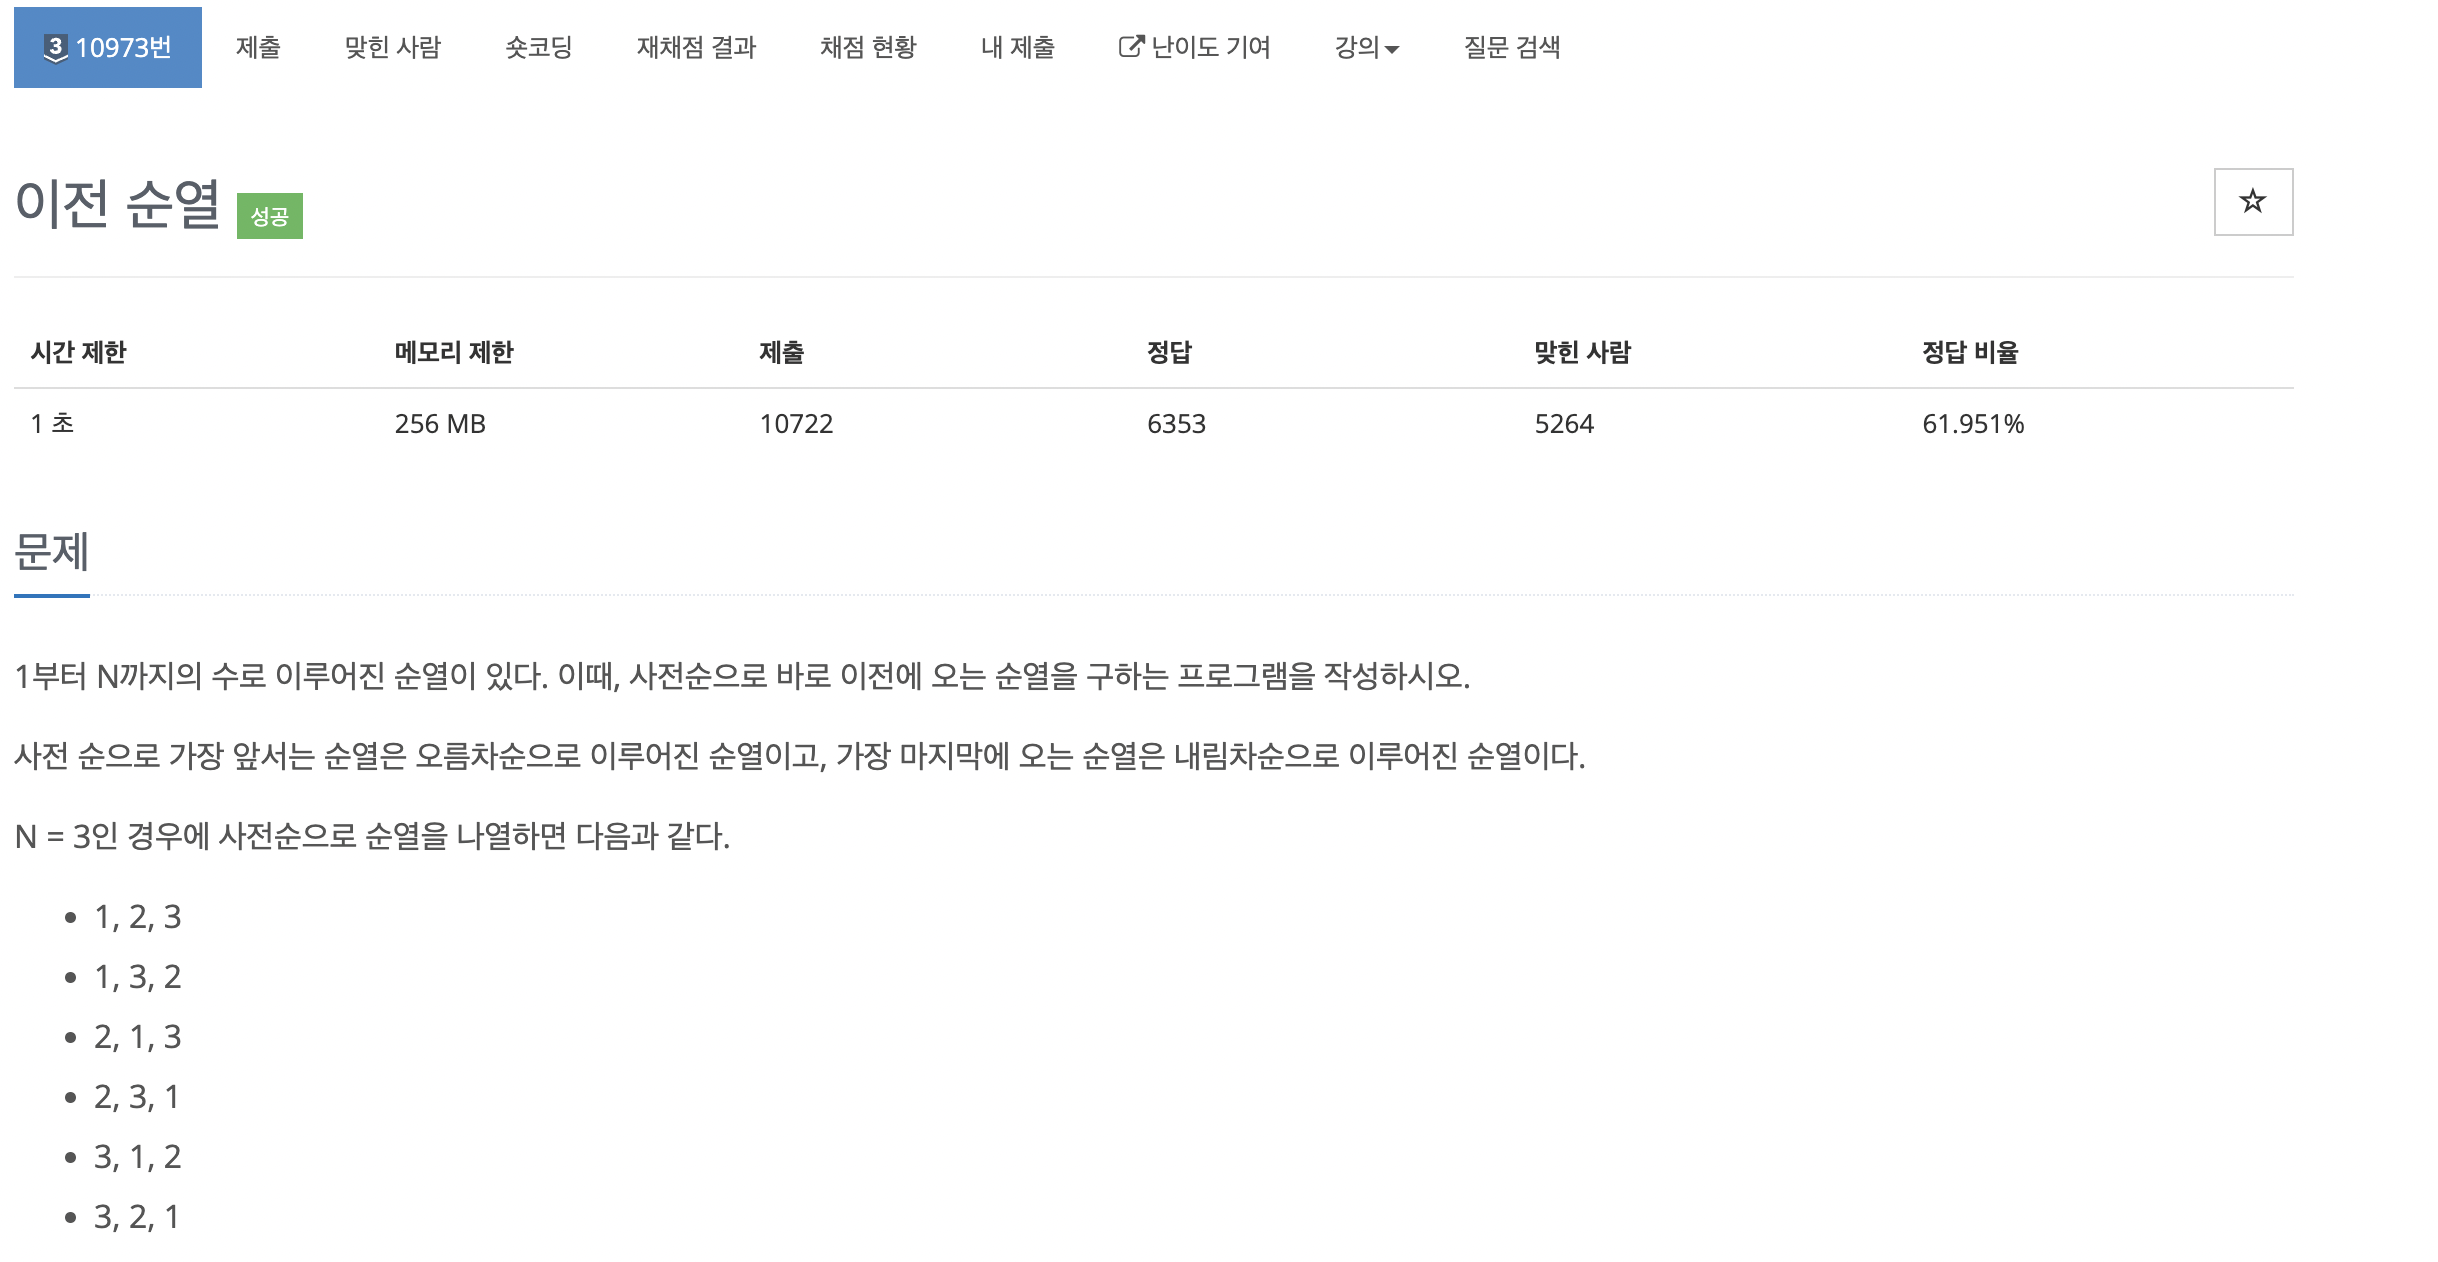 3 10973번 제출 맞힌 사람 숏코딩 재채점 결과 채점 현황 내 제출 난이도 기여 강의 질문 검색
이전 순열 성공
시간 제한 메모리 제한 제출 정답 맞힌 사람 정답 비율
1 초 256 MB 10722 6353 5264 61.951%
문제
1부터 N까지의 수로 이루어진 순열이 있다. 이때, 사전순으로 바로 이전에 오는 순열을 구하는 프로그램을 작성하시오.
사전 순으로 가장 앞서는 순열은 오름차순으로 이루어진 순열이고, 가장 마지막에 오는 순열은 내림차순으로 이루어진 순열이다.
N = 3인 경우에 사전순으로 순열을 나열하면 다음과 같다.
• 1, 2, 3
• 1, 3, 2
• 2, 1, 3
• 2, 3, 1
• 3, 1, 2
• 3, 2, 1